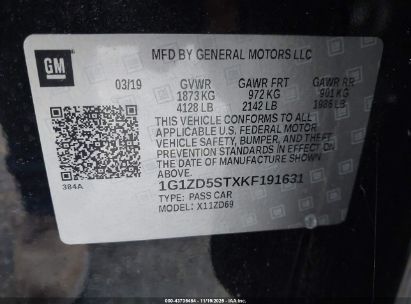 GM
MFD BY GENERAL MOTORS LLC
03/19 GVWR GAWR FRT GAWR RR
1873 KG 972 KG 901 KG
4128 LB 2142 LB 1986 LB
THIS VEHICLE CONFORMS TO ALL
APPLICABLE U.S. FEDERAL MOTOR
VEHICLE SAFETY, BUMPER, AND THEFT
PREVENTION STANDARDS IN EFFECT ON
THE DATE OF MANUFACTURE SHOWN
ABOVE.
384A
1G1ZD5STXKF191631
TYPE: PASS CAR
MODEL: X11ZD69